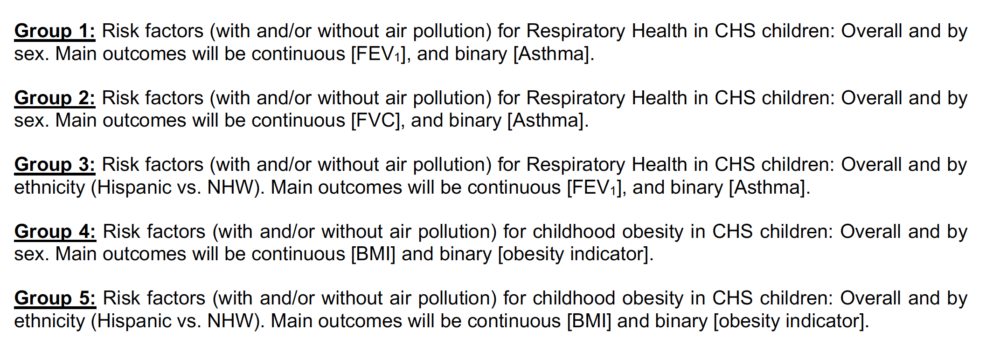 Group 1: Risk factors (with and/or without air pollution) for Respiratory Health in CHS children: Overall and by
sex. Main outcomes will be continuous [FEV₁], and binary [Asthma].
Group 2: Risk factors (with and/or without air pollution) for Respiratory Health in CHS children: Overall and by
sex. Main outcomes will be continuous [FVC], and binary [Asthma].
Group 3: Risk factors (with and/or without air pollution) for Respiratory Health in CHS children: Overall and by
ethnicity (Hispanic vs. NHW). Main outcomes will be continuous [FEV₁], and binary [Asthma].
Group 4: Risk factors (with and/or without air pollution) for childhood obesity in CHS children: Overall and by
sex. Main outcomes will be continuous [BMI] and binary [obesity indicator].
Group 5: Risk factors (with and/or without air pollution) for childhood obesity in CHS children: Overall and by
ethnicity (Hispanic vs. NHW). Main outcomes will be continuous [BMI] and binary [obesity indicator].